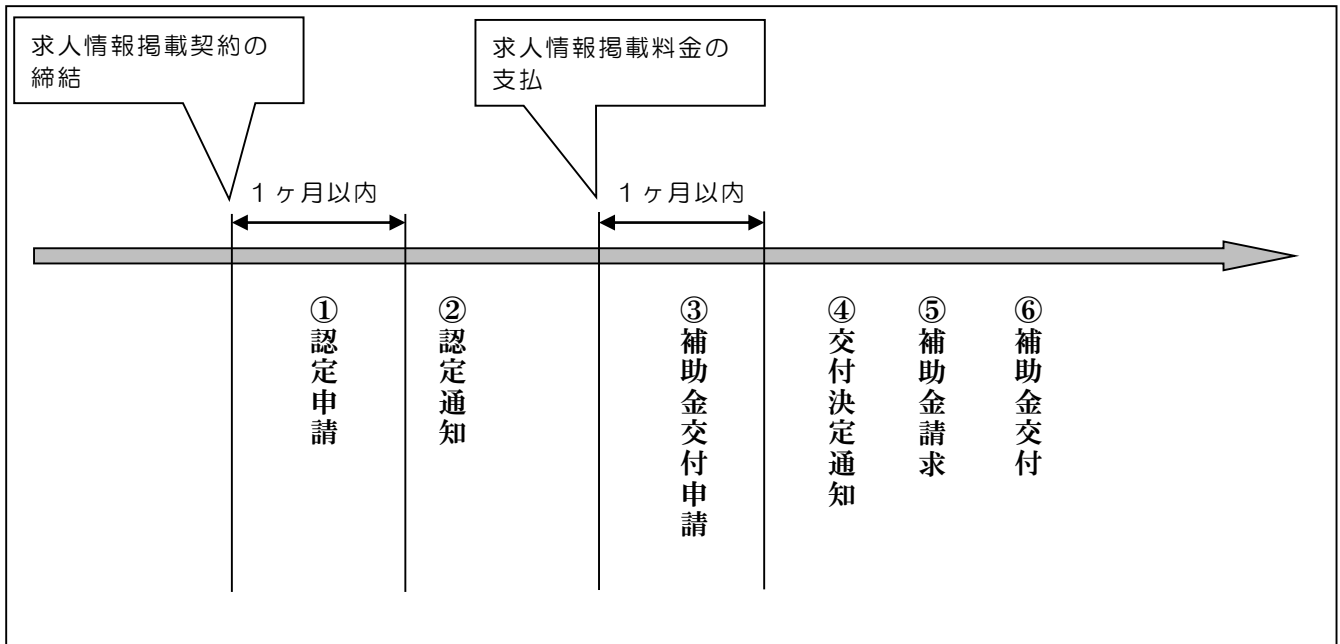 求人情報掲載契約の
締結
求人情報掲載料金の
支払
１ヶ月以内
１ヶ月以内
①認定申請
②認定通知
③補助金交付申請
④交付決定通知
⑤補助金請求
⑥補助金交付